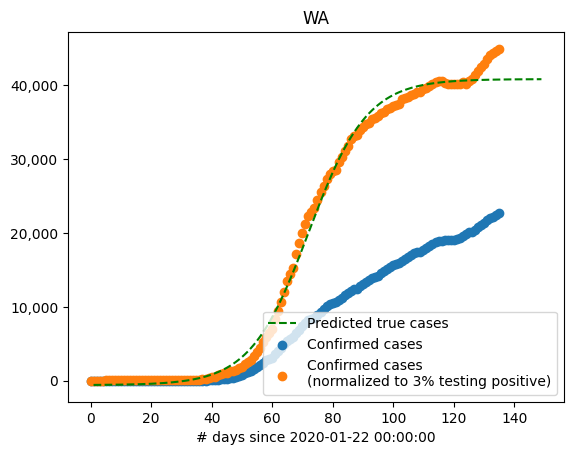 WA
40,000
30,000
20,000
10,000
0
Predicted true cases
Confirmed cases
Confirmed cases
(normalized to 3% testing positive)
0 20 40 60 80 100 120 140
# days since 2020-01-22 00:00:00